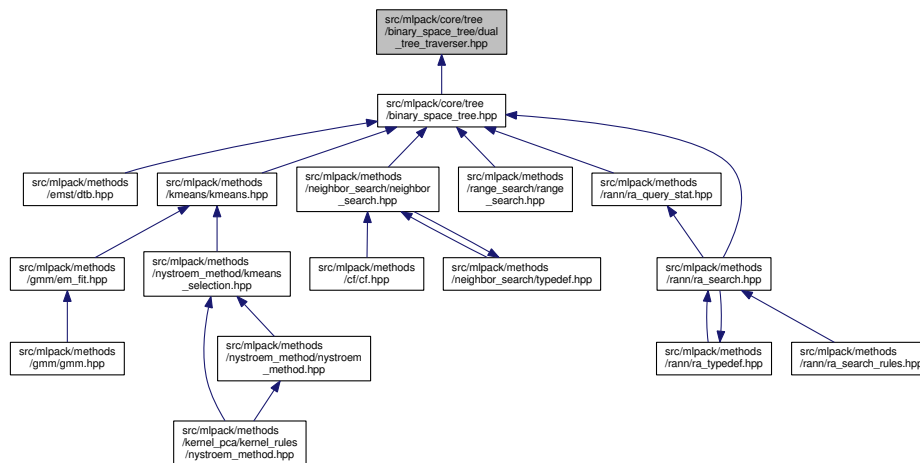 src/mlpack/core/tree
/binary_space_tree/dual
_tree_traverser.hpp
src/mlpack/core/tree
/binary_space_tree.hpp
src/mlpack/methods
/emst/dtb.hpp
src/mlpack/methods
/kmeans/kmeans.hpp
src/mlpack/methods
/neighbor_search/neighbor
_search.hpp
src/mlpack/methods
/range_search/range
_search.hpp
src/mlpack/methods
/rann/ra_query_stat.hpp
src/mlpack/methods
/gmm/em_fit.hpp
src/mlpack/methods
/nystroem_method/kmeans
_selection.hpp
src/mlpack/methods
/cf/cf.hpp
src/mlpack/methods
/neighbor_search/typedef.hpp
src/mlpack/methods
/rann/ra_search.hpp
src/mlpack/methods
/gmm/gmm.hpp
src/mlpack/methods
/nystroem_method/nystroem
_method.hpp
src/mlpack/methods
/rann/ra_typedef.hpp
src/mlpack/methods
/rann/ra_search_rules.hpp
src/mlpack/methods
/kernel_pca/kernel_rules
/nystroem_method.hpp